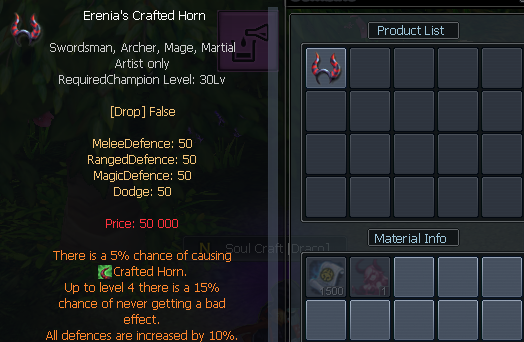 Erenia's Crafted Horn
Swordsman, Archer, Mage, Martial
Artist only
RequiredChampion Level: 30Lv
[Drop] False
MeleeDefence: 50
RangedDefence: 50
MagicDefence: 50
Dodge: 50
Price: 50 000
N Soul Craft [Draco]
There is a 5% chance of causing
Crafted Horn.
Up to level 4 there is a 15%
chance of never getting a bad
effect.
All defences are increased by 10%.
Product List
Material Info
1500
1